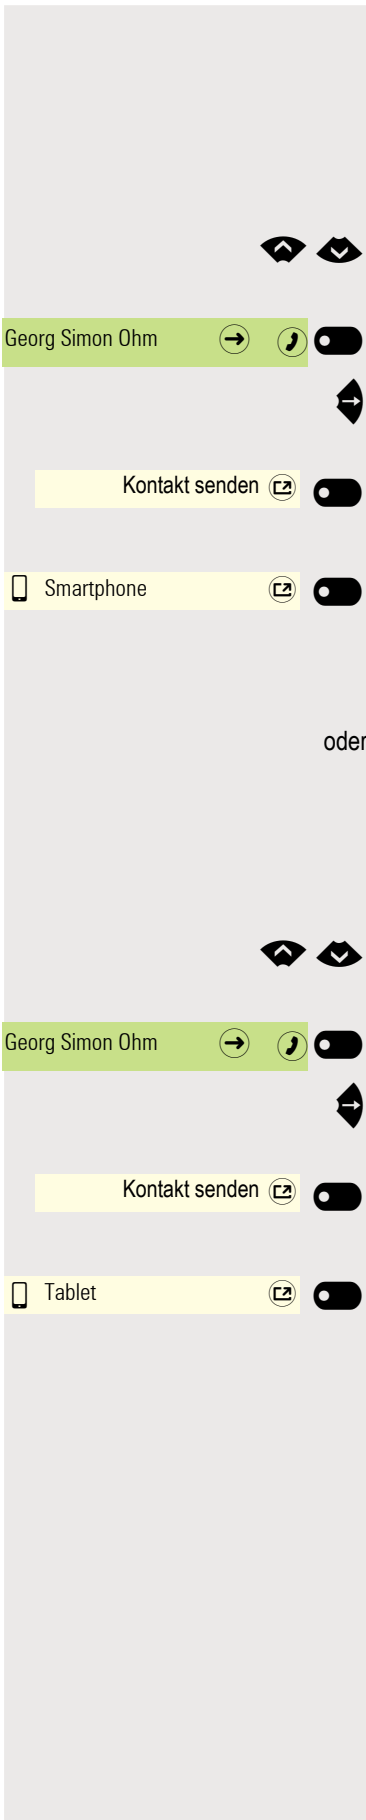 Georg Simon Ohm
Kontakt senden
Smartphone
oder
Georg Simon Ohm
Kontakt senden
Tablet